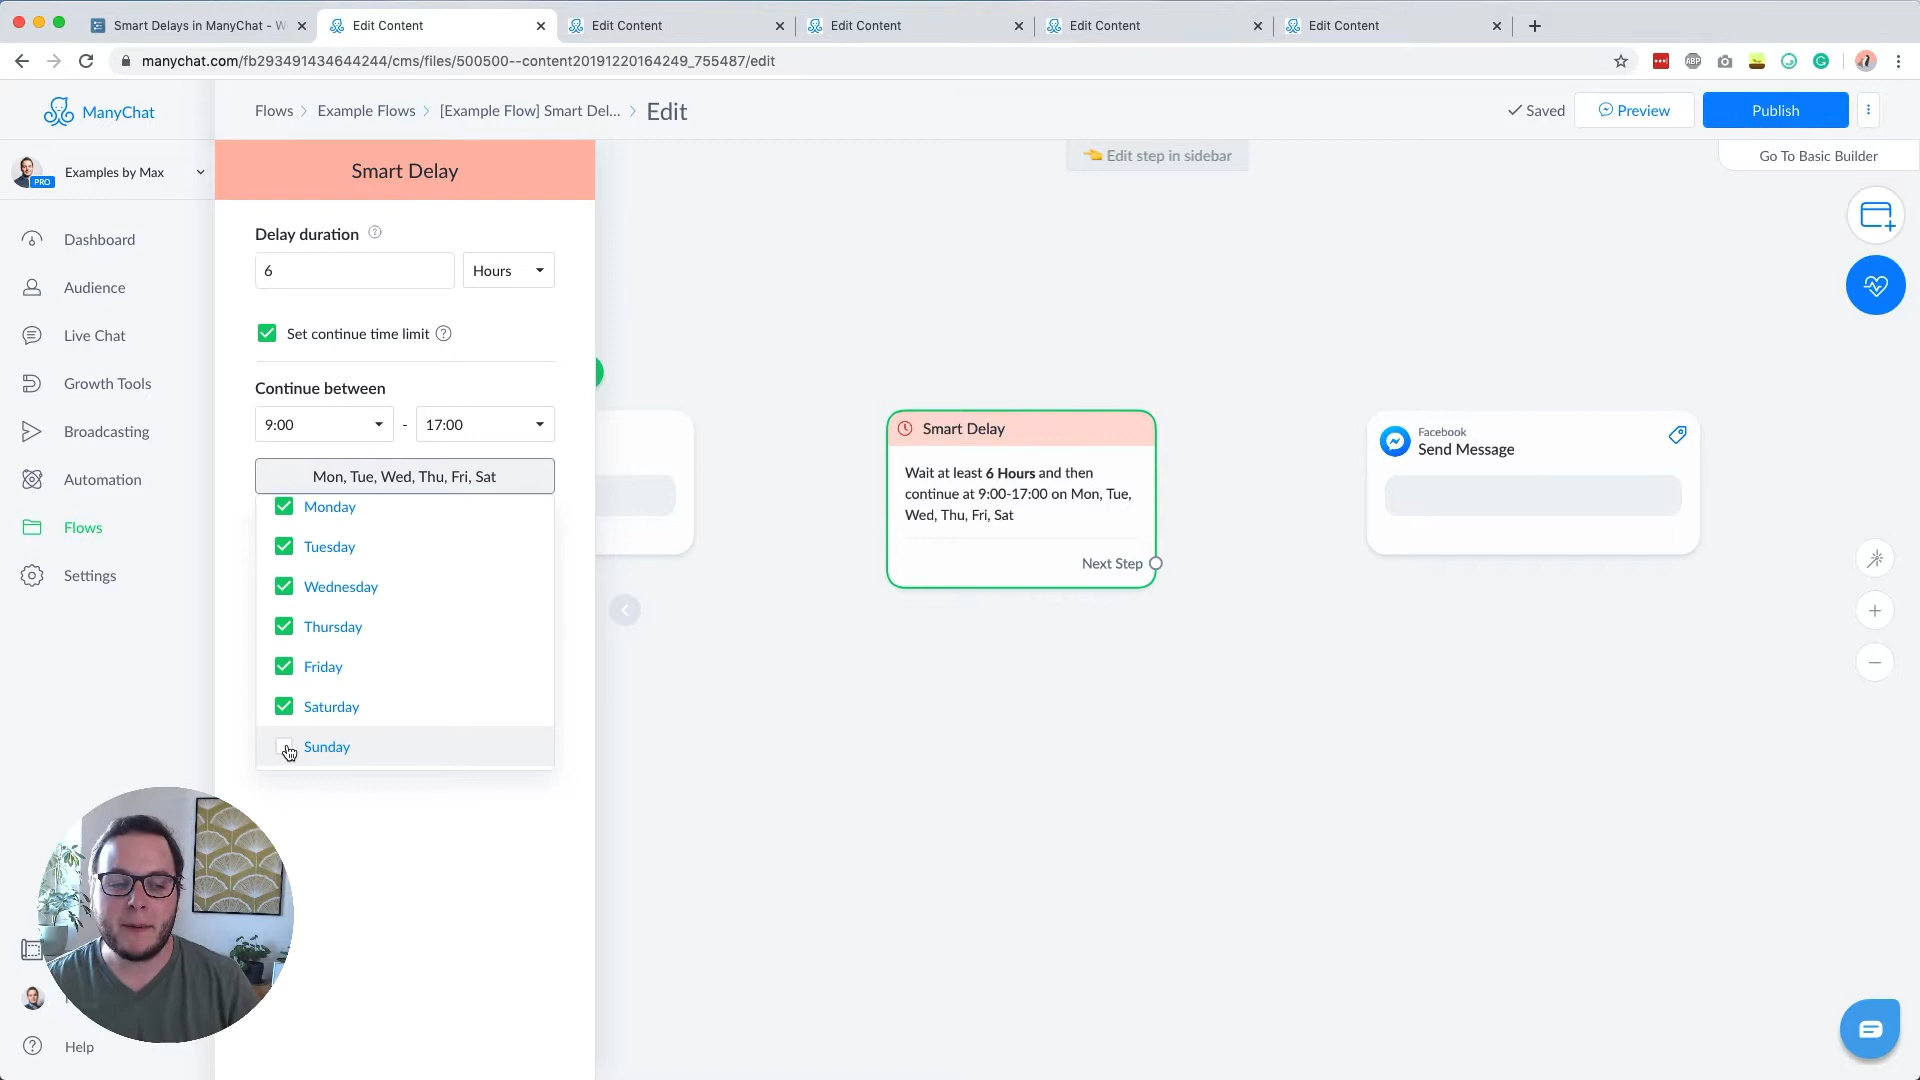 Smart Delays in ManyChat - W
Edit Content
Edit Content
Edit Content
Edit Content
Edit Content
manychat.com/fb293491434644244/cms/files/500500--content20191220164249_755487/edit
ABP
ManyChat
Flows
Example Flows
[Example Flow] Smart Del...
Edit
Saved
Preview
Publish
Examples by Max
PRO
Smart Delay
Edit step in sidebar
Go To Basic Builder
Dashboard
Audience
Live Chat
Growth Tools
Broadcasting
Automation
Flows
Settings
Help
Delay duration ?
6
Hours
Set continue time limit ?
Continue between
9:00 - 17:00
Mon, Tue, Wed, Thu, Fri, Sat
Monday
Tuesday
Wednesday
Thursday
Friday
Saturday
Sunday
Smart Delay
Wait at least 6 Hours and then
continue at 9:00-17:00 on Mon, Tue,
Wed, Thu, Fri, Sat
Next Step
Facebook
Send Message